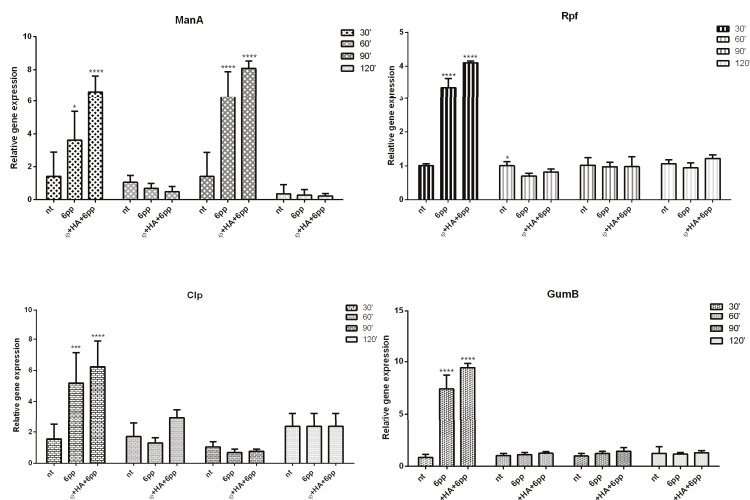 ManA
Relative gene expression
10
8
6
4
2
0
* **** **** ****
30'
60'
90'
120'
nt 6pp φ+HA+6pp nt 6pp φ+HA+6pp nt 6pp φ+HA+6pp nt 6pp φ+HA+6pp
Rpf
Relative gene expression
5
4
3
2
1
0
**** **** *
30'
60'
90'
120'
nt 6pp φ+HA+6pp nt 6pp φ+HA+6pp nt 6pp φ+HA+6pp nt 6pp φ+HA+6pp
Clp
Relative gene expression
10
8
6
4
2
0
*** ****
30'
60'
90'
120'
nt 6pp φ+HA+6pp nt 6pp φ+HA+6pp nt 6pp φ+HA+6pp nt 6pp φ+HA+6pp
GumB
Relative gene expression
15
10
5
0
**** ****
30'
60'
90'
120'
nt 6pp φ+HA+6pp nt 6pp φ+HA+6pp nt 6pp φ+HA+6pp nt 6pp φ+HA+6pp